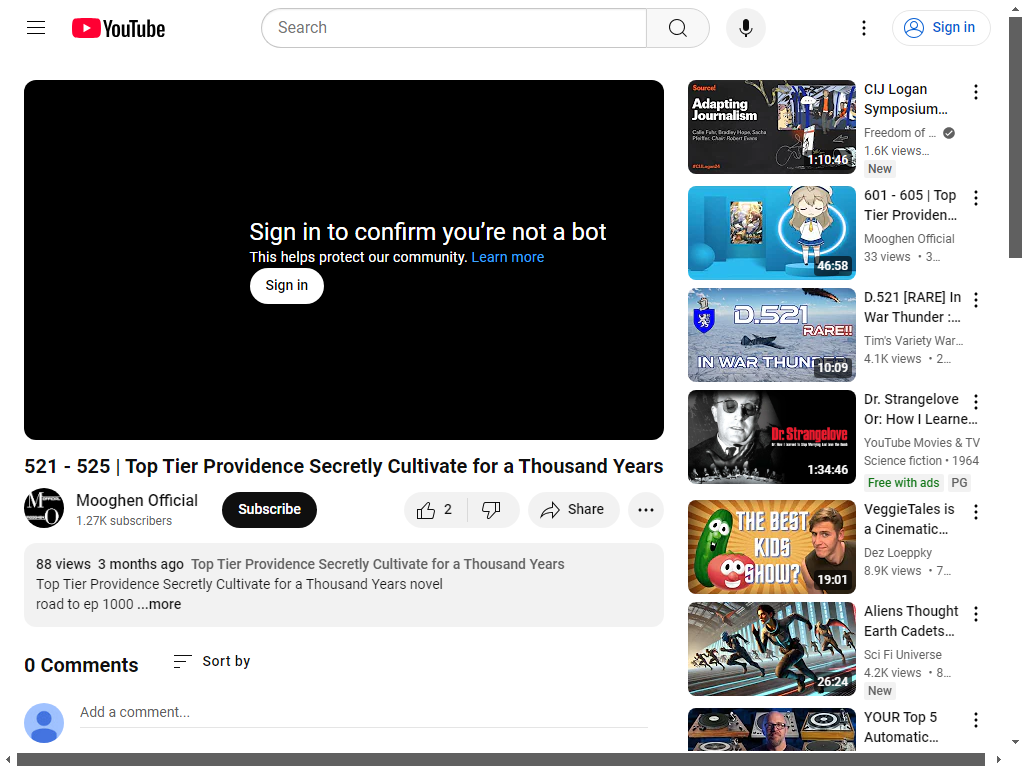 YouTube
Search
Sign in
Sign in to confirm you're not a bot
This helps protect our community. Learn more
Sign in
521 - 525 | Top Tier Providence Secretly Cultivate for a Thousand Years
Mooghen Official
1.27K subscribers
Subscribe
2
Share
88 views 3 months ago Top Tier Providence Secretly Cultivate for a Thousand Years
Top Tier Providence Secretly Cultivate for a Thousand Years novel
road to ep 1000 ...more
0 Comments
Sort by
Add a comment...
Source!
Adapting
Journalism
Calle Fuhr, Bradley Hope, Sacha
Pfeiffer. Chair: Robert Evans
#CIJLogan24
1:10:46
CIJ Logan
Symposium...
Freedom of ...
1.6K views...
New
46:58
601 - 605 | Top
Tier Providen...
Mooghen Official
33 views • 3...
D.521
RARE!!
IN WAR THUNDER
10:09
D.521 [RARE] In
War Thunder :...
Tim's Variety War...
4.1K views • 2...
Dr. Strangelove
1:34:46
Dr. Strangelove
Or: How I Learne...
YouTube Movies & TV
Science fiction • 1964
Free with ads PG
THE BEST
KIDS
SHOW?
19:01
VeggieTales is
a Cinematic...
Dez Loeppky
8.9K views • 7...
26:24
Aliens Thought
Earth Cadets...
Sci Fi Universe
4.2K views • 8...
New
YOUR Top 5
Automatic...